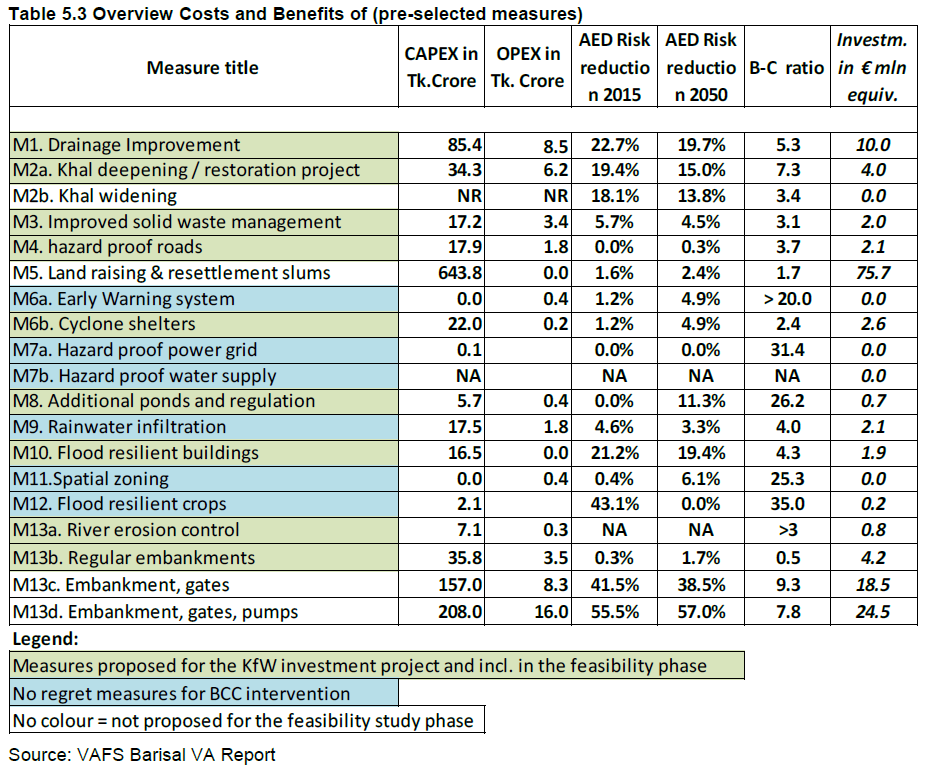 Table 5.3 Overview Costs and Benefits of (pre-selected measures)
Measure title CAPEX in Tk.Crore OPEX in Tk. Crore AED Risk reductio n 2015 AED Risk reductio n 2050 B-C ratio Investm. in € mln equiv.
M1. Drainage Improvement 85.4 8.5 22.7% 19.7% 5.3 10.0
M2a. Khal deepening / restoration project 34.3 6.2 19.4% 15.0% 7.3 4.0
M2b. Khal widening NR NR 18.1% 13.8% 3.4 0.0
M3. Improved solid waste management 17.2 3.4 5.7% 4.5% 3.1 2.0
M4. hazard proof roads 17.9 1.8 0.0% 0.3% 3.7 2.1
M5. Land raising & resettlement slums 643.8 0.0 1.6% 2.4% 1.7 75.7
M6a. Early Warning system 0.0 0.4 1.2% 4.9% > 20.0 0.0
M6b. Cyclone shelters 22.0 0.2 1.2% 4.9% 2.4 2.6
M7a. Hazard proof power grid 0.1 0.0% 0.0% 31.4 0.0
M7b. Hazard proof water supply NA NA NA NA 0.0
M8. Additional ponds and regulation 5.7 0.4 0.0% 11.3% 26.2 0.7
M9. Rainwater infiltration 17.5 1.8 4.6% 3.3% 4.0 2.1
M10. Flood resilient buildings 16.5 0.0 21.2% 19.4% 4.3 1.9
M11.Spatial zoning 0.0 0.4 0.4% 6.1% 25.3 0.0
M12. Flood resilient crops 2.1 43.1% 0.0% 35.0 0.2
M13a. River erosion control 7.1 0.3 NA NA >3 0.8
M13b. Regular embankments 35.8 3.5 0.3% 1.7% 0.5 4.2
M13c. Embankment, gates 157.0 8.3 41.5% 38.5% 9.3 18.5
M13d. Embankment, gates, pumps 208.0 16.0 55.5% 57.0% 7.8 24.5
Legend:
Measures proposed for the KfW investment project and incl. in the feasibility phase
No regret measures for BCC intervention
No colour = not proposed for the feasibility study phase
Source: VAFS Barisal VA Report